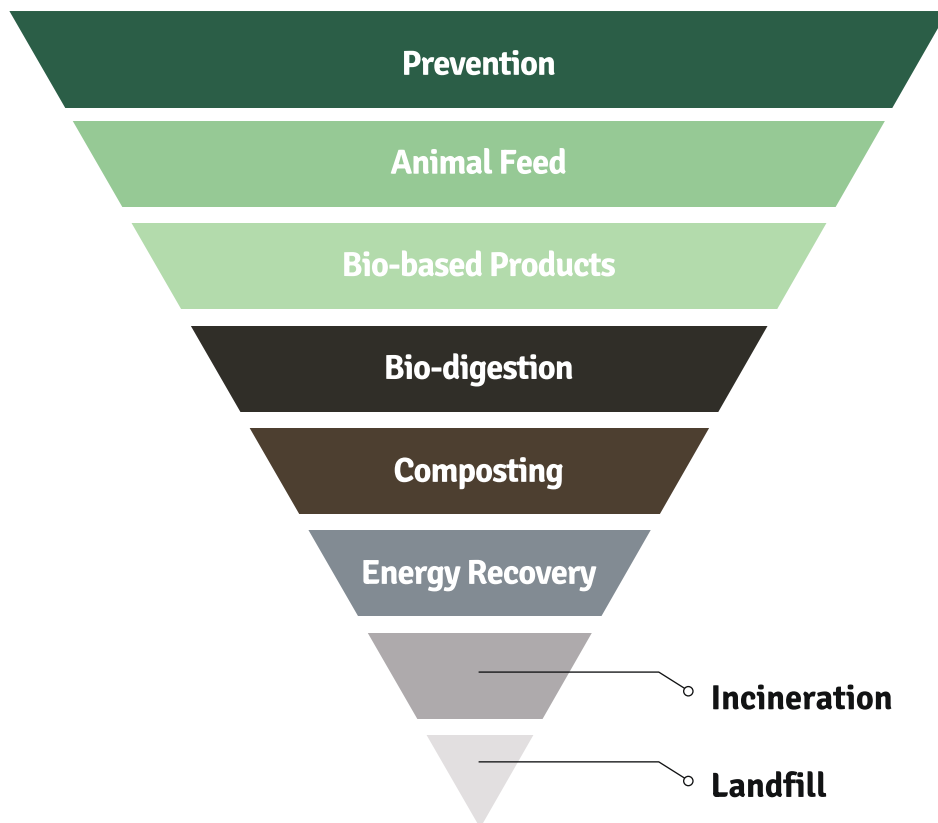 Prevention
Animal Feed
Bio-based Products
Bio-digestion
Composting
Energy Recovery
Incineration
Landfill